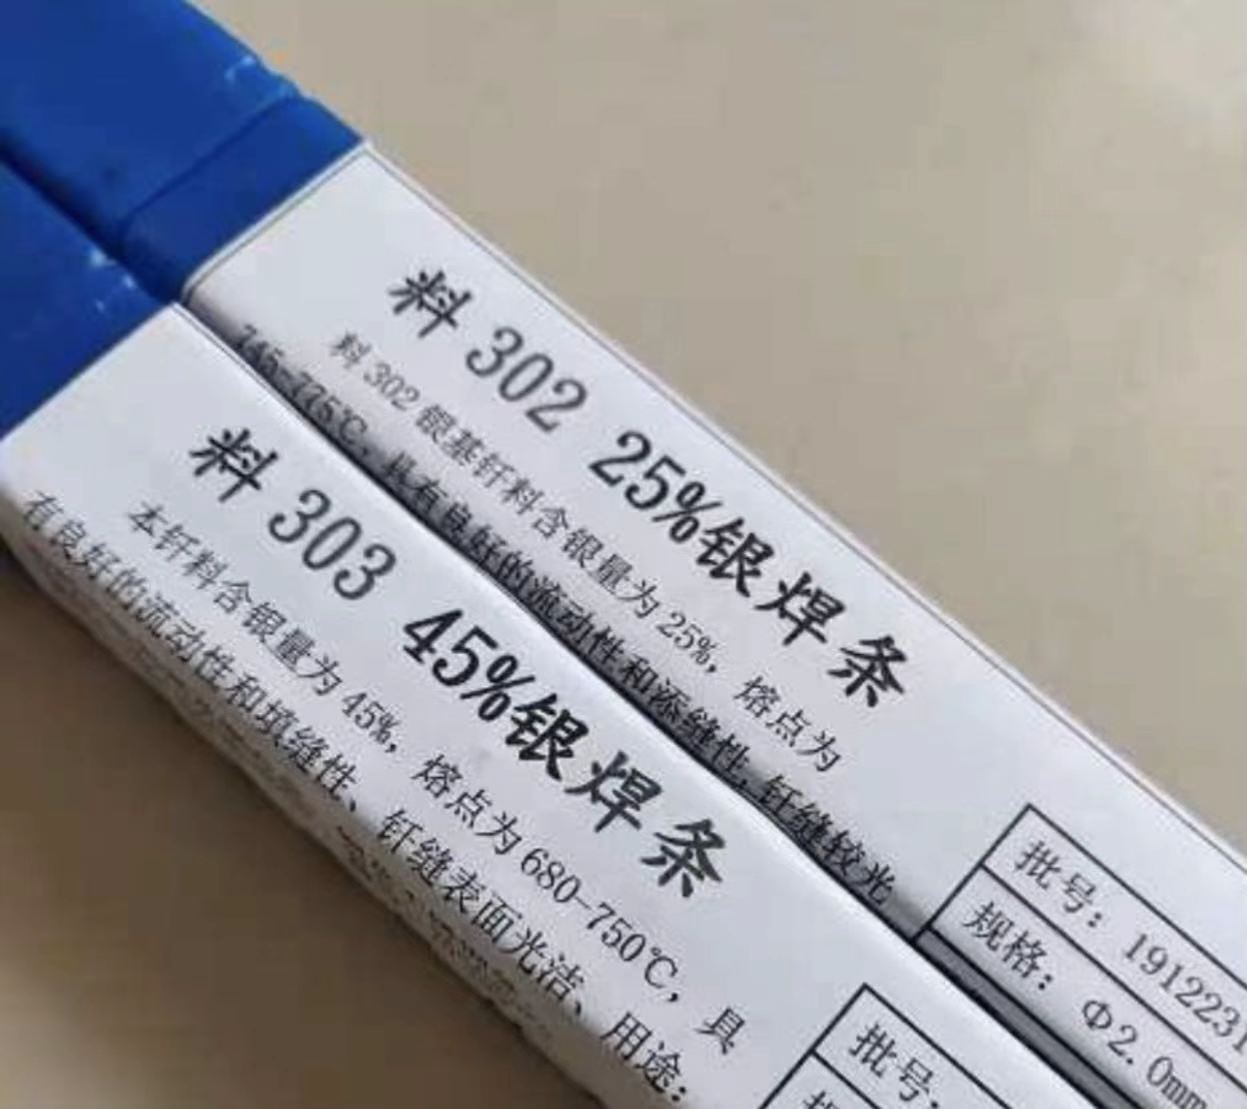 料 302 25%银焊条
料 302 银基钎料含银量为 25%，熔点为
745-775℃，具有良好的流动性和添缝性，钎缝较光
批号：1912231
规格：Φ2.0mm
料 303 45%银焊条
本钎料含银量为 45%，熔点为 680-750℃，具
有良好的流动性和填缝性、钎缝表面光洁、用途：
批号